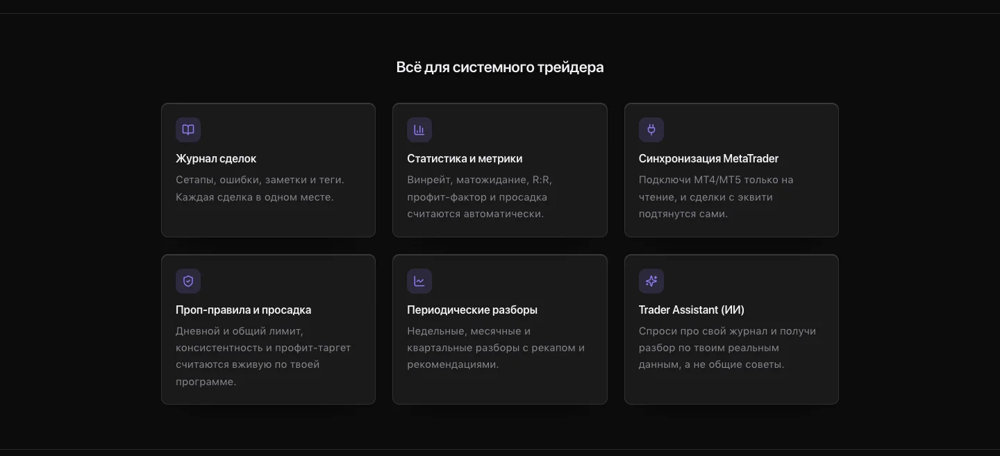 Всё для системного трейдера
Журнал сделок
Сетапы, ошибки, заметки и теги.
Каждая сделка в одном месте.
Статистика и метрики
Винрейт, матожидание, R:R,
профит-фактор и просадка
считаются автоматически.
Синхронизация MetaTrader
Подключи MT4/MT5 только на
чтение, и сделки с эквити
подтянутся сами.
Проп-правила и просадка
Дневной и общий лимит,
консистентность и профит-таргет
считаются вживую по твоей
программе.
Периодические разборы
Недельные, месячные и
квартальные разборы с рекапом и
рекомендациями.
Trader Assistant (ИИ)
Спроси про свой журнал и получи
разбор по твоим реальным
данным, а не общие советы.